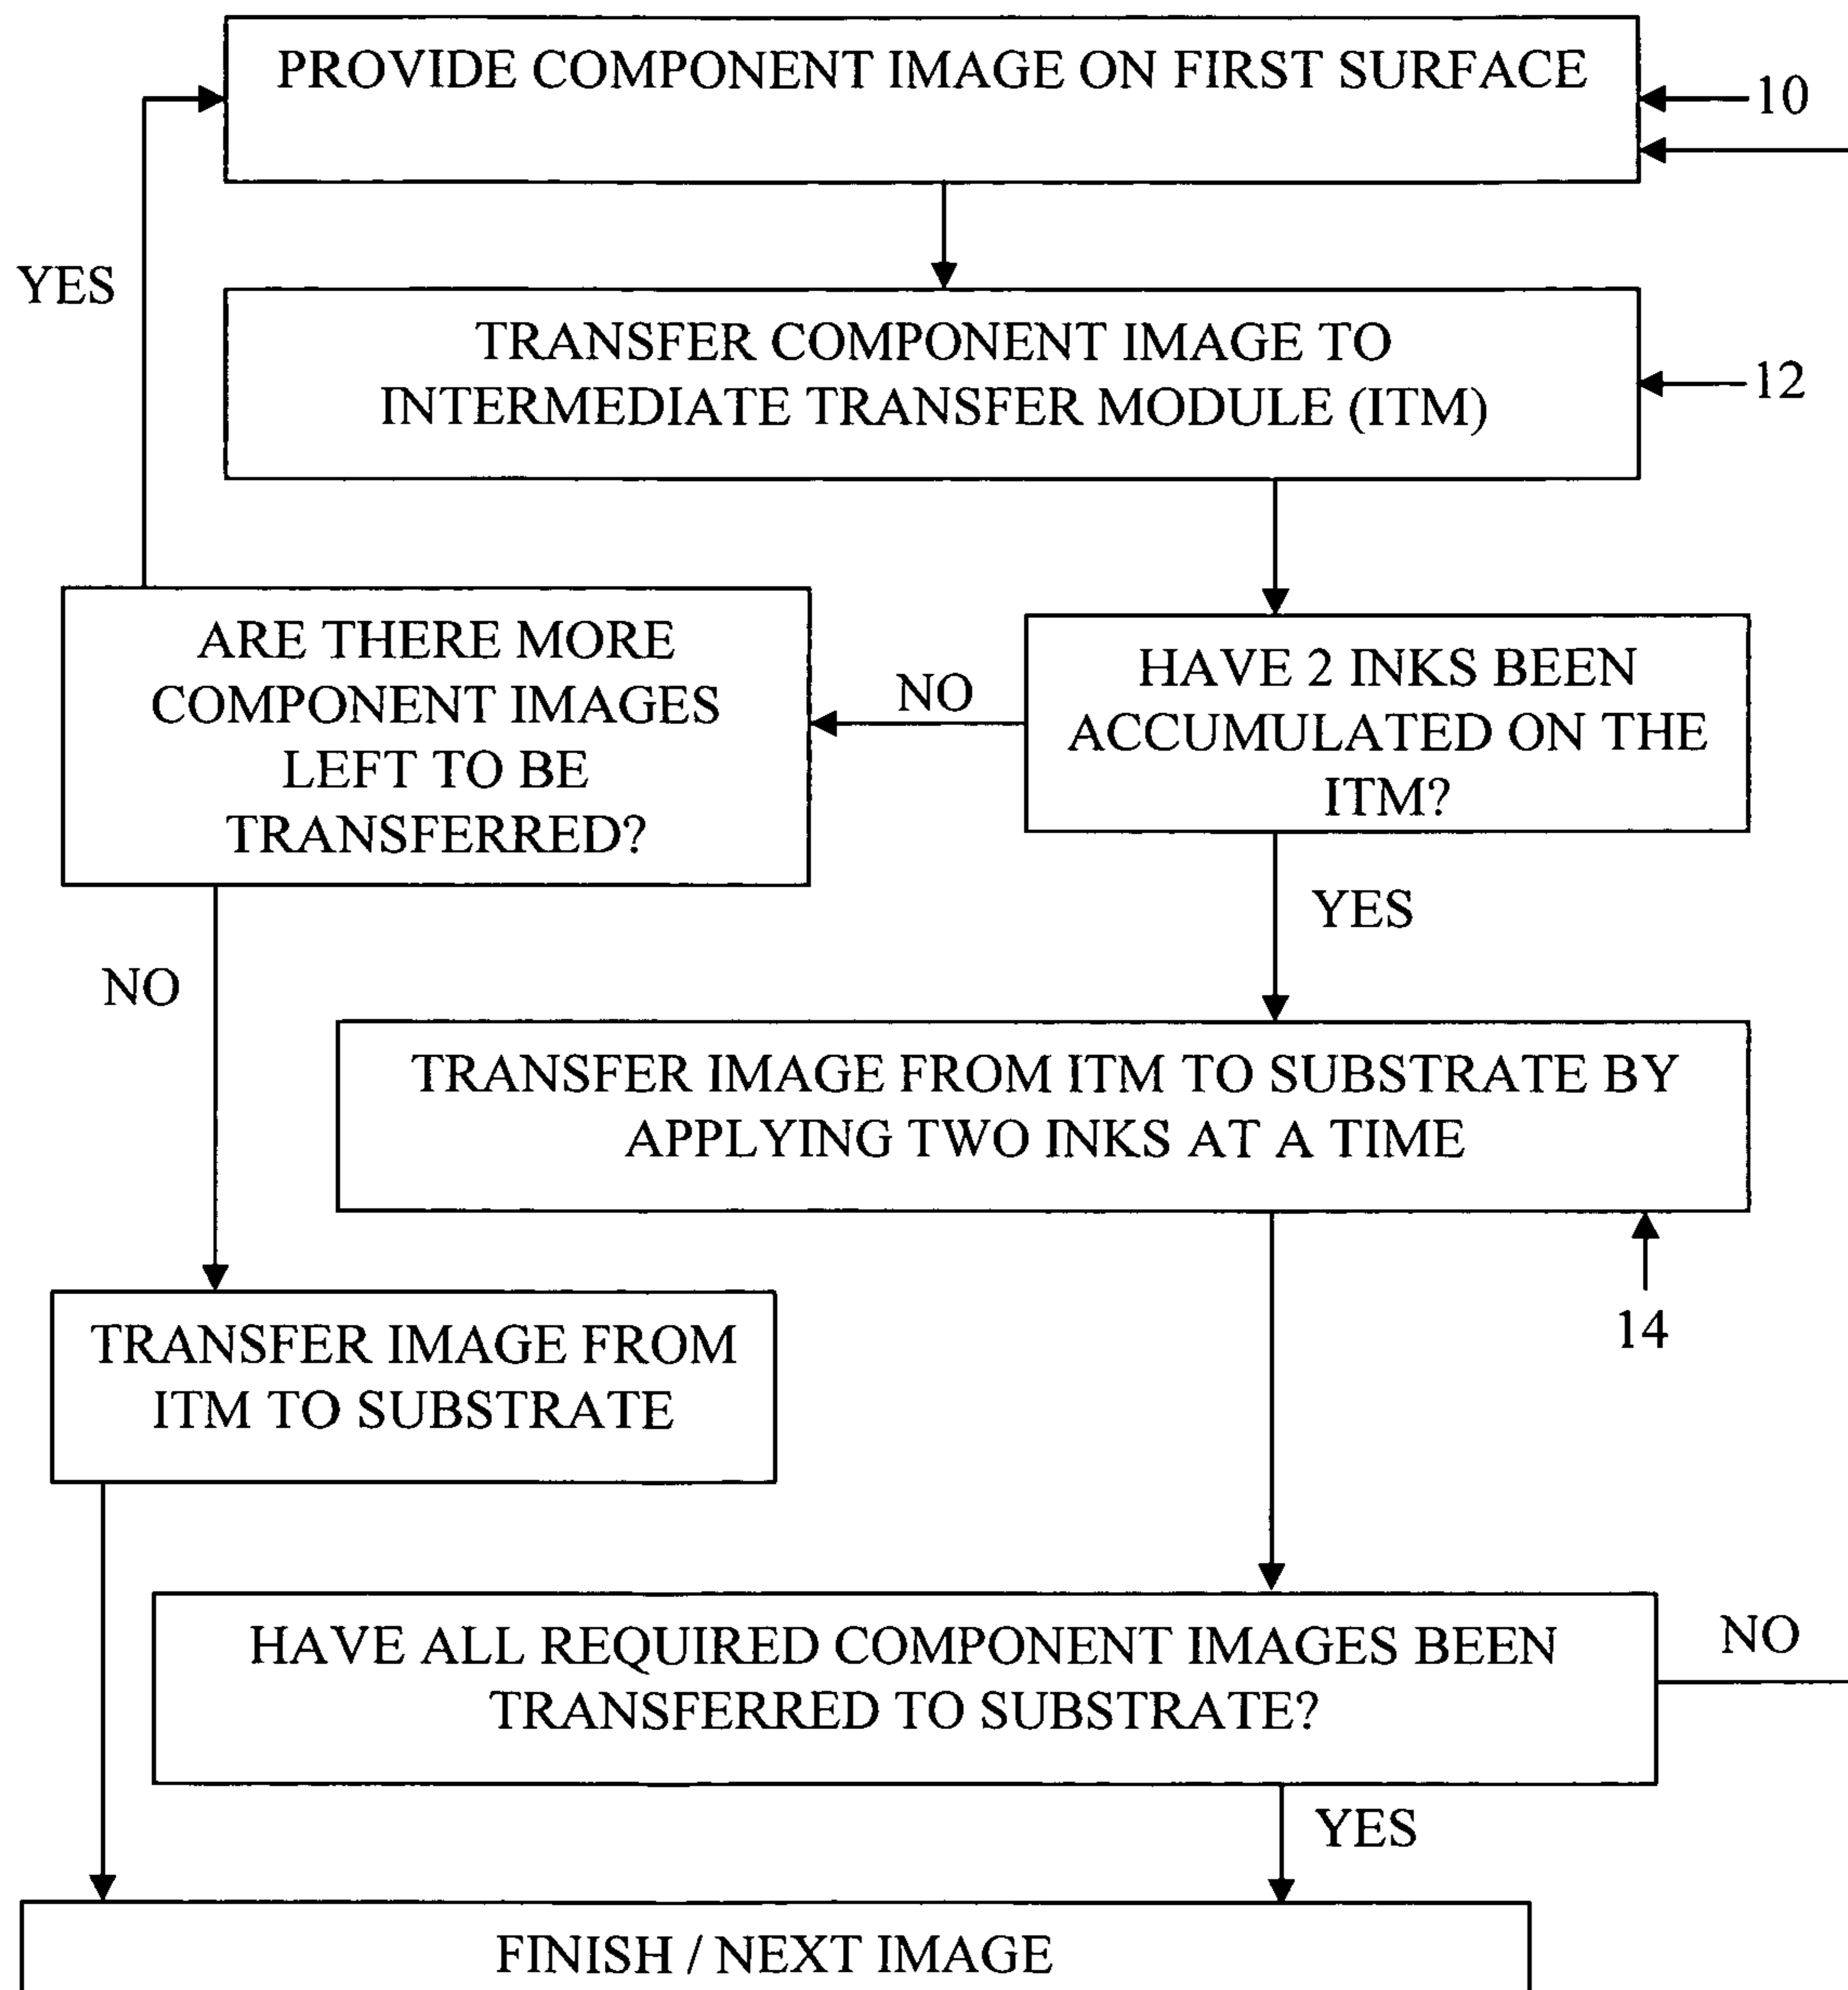 PROVIDE COMPONENT IMAGE ON FIRST SURFACE
10
YES
TRANSFER COMPONENT IMAGE TO
INTERMEDIATE TRANSFER MODULE (ITM)
12
ARE THERE MORE
COMPONENT IMAGES
LEFT TO BE
TRANSFERRED?
NO
HAVE 2 INKS BEEN
ACCUMULATED ON THE
ITM?
YES
NO
TRANSFER IMAGE FROM ITM TO SUBSTRATE BY
APPLYING TWO INKS AT A TIME
14
TRANSFER IMAGE FROM
ITM TO SUBSTRATE
HAVE ALL REQUIRED COMPONENT IMAGES BEEN
TRANSFERRED TO SUBSTRATE?
NO
YES
FINISH / NEXT IMAGE